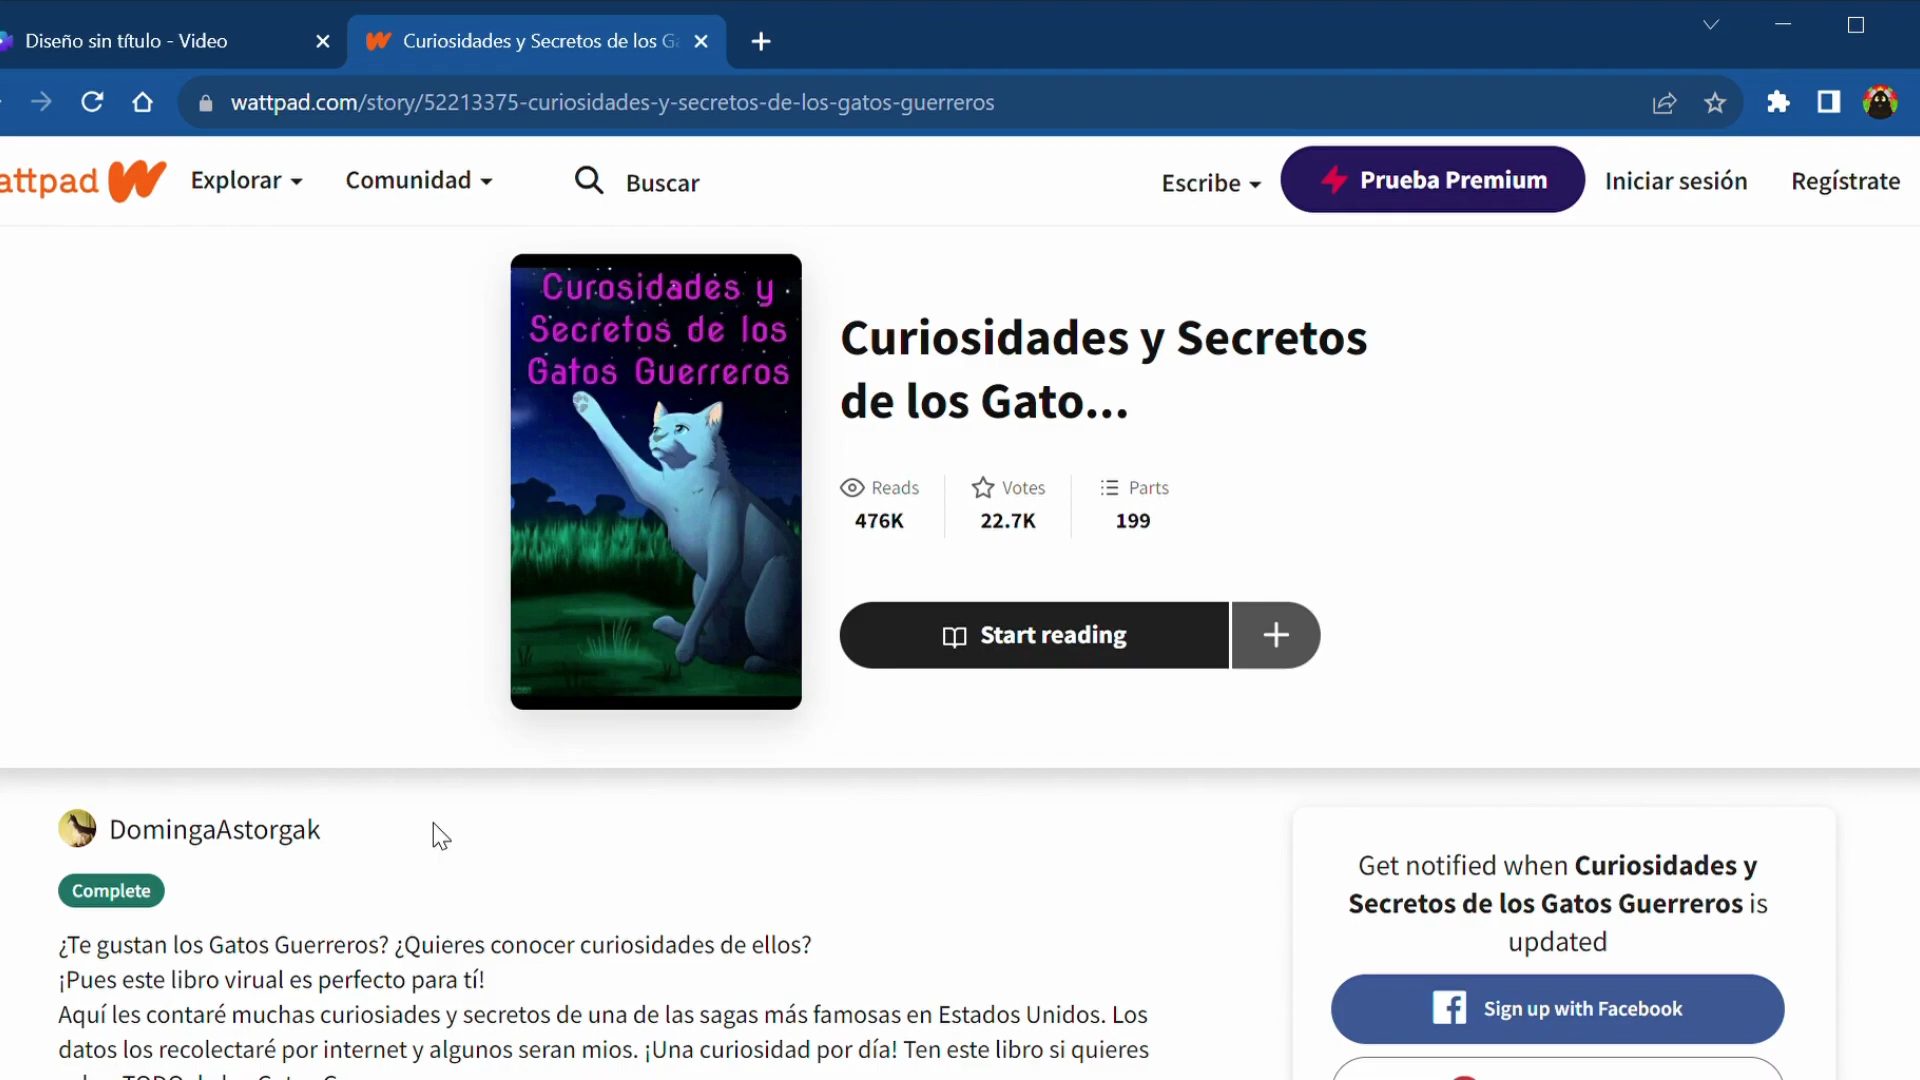 Diseño sin título - Video
Curiosidades y Secretos de los Ga
wattpad.com/story/52213375-curiosidades-y-secretos-de-los-gatos-guerreros
attpad
Explorar
Comunidad
Buscar
Escribe
Prueba Premium
Iniciar sesión
Regístrate
Curosidades y
Secretos de los
Gatos Guerreros
Curiosidades y Secretos
de los Gato...
Reads
Votes
Parts
476K
22.7K
199
Start reading
DomingaAstorgak
Complete
¿Te gustan los Gatos Guerreros? ¿Quieres conocer curiosidades de ellos?
¡Pues este libro virual es perfecto para tí!
Aquí les contaré muchas curiosiades y secretos de una de las sagas más famosas en Estados Unidos. Los
datos los recolectaré por internet y algunos seran mios. ¡Una curiosidad por día! Ten este libro si quieres
Get notified when Curiosidades y
Secretos de los Gatos Guerreros is
updated
Sign up with Facebook